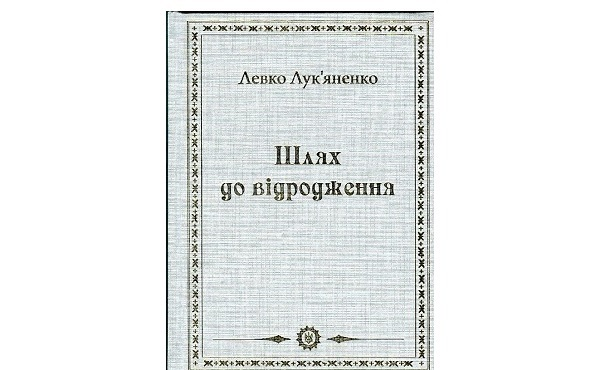 Левко Лук'яненко
Шлях
до відродження